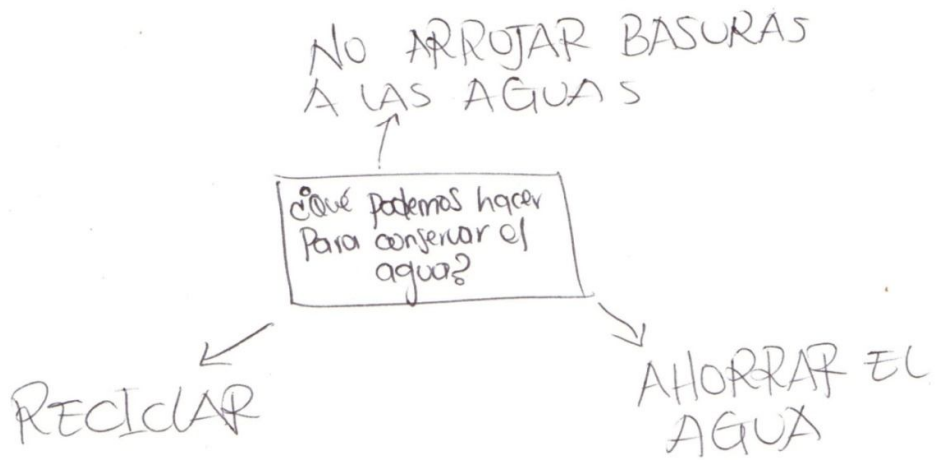 NO ARROJAR BASURAS
A LAS AGUAS
¿Qué podemos hacer
Para conservar el
agua?
RECICLAR
AHORRAR EL
AGUA